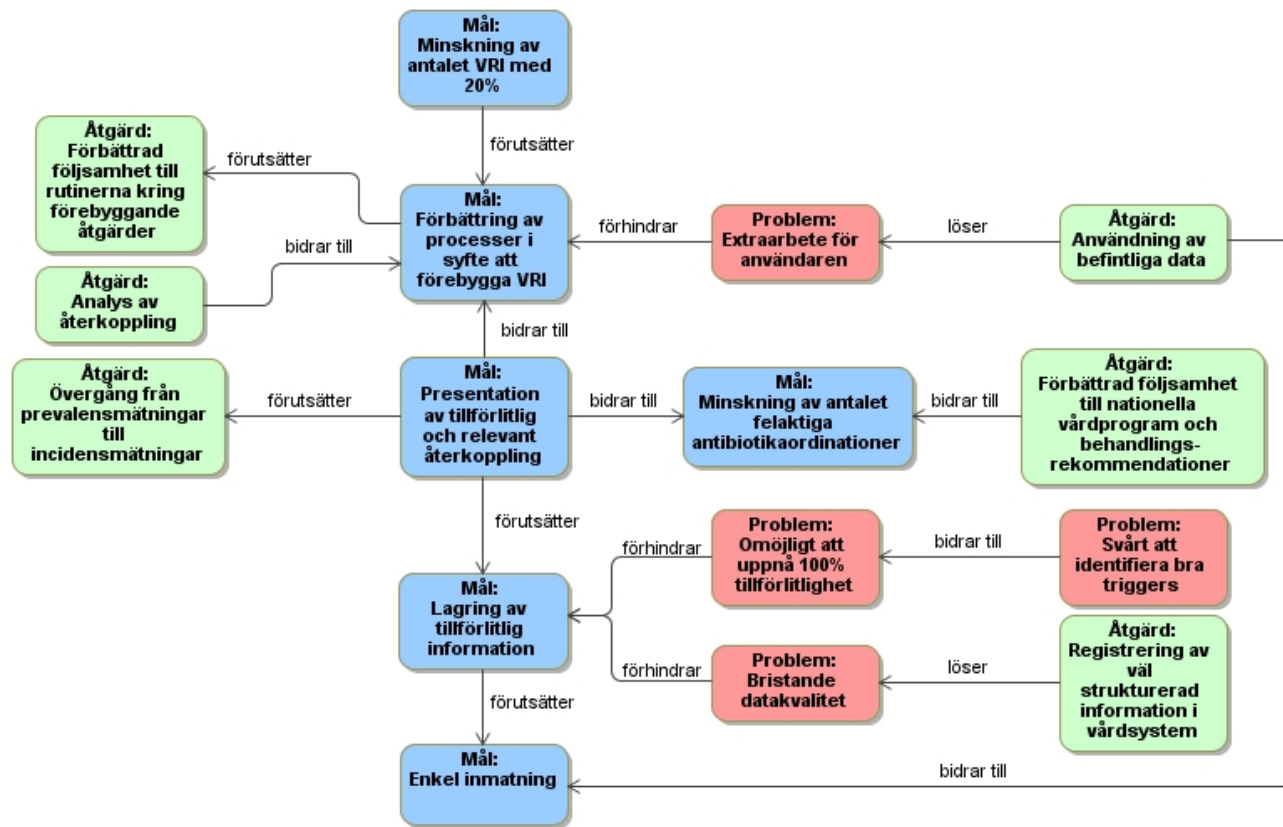 Mål:
Minskning av
antalet VRI med
20%
förutsätter
Åtgärd:
Förbättrad
följsamhet till
rutinerna kring
förebyggande
åtgärder
förutsätter
Mål:
Förbättring av
processer i
syfte att
förebygga VRI
förhindrar
Problem:
Extraarbete för
användaren
löser
Åtgärd:
Användning av
befintliga data
bidrar till
Åtgärd:
Analys av
återkoppling
bidrar till
Åtgärd:
Övergång från
prevalensmätningar
till
incidensmätningar
förutsätter
Mål:
Presentation
av tillförlitlig
och relevant
återkoppling
bidrar till
Mål:
Minskning av antalet
felaktiga
antibiotikaordinationer
bidrar till
Åtgärd:
Förbättrad följsamhet
till nationella
vårdprogram och
behandlings-
rekommendationer
förutsätter
förhindrar
Problem:
Omöjligt att
uppnå 100%
tillförlitlighet
bidrar till
Problem:
Svårt att
identifiera bra
triggers
Mål:
Lagring av
tillförlitlig
information
förhindrar
Problem:
Bristande
datakvalitet
löser
Åtgärd:
Registrering av
väl
strukturerad
information i
vårdsystem
förutsätter
Mål:
Enkel inmatning
bidrar till